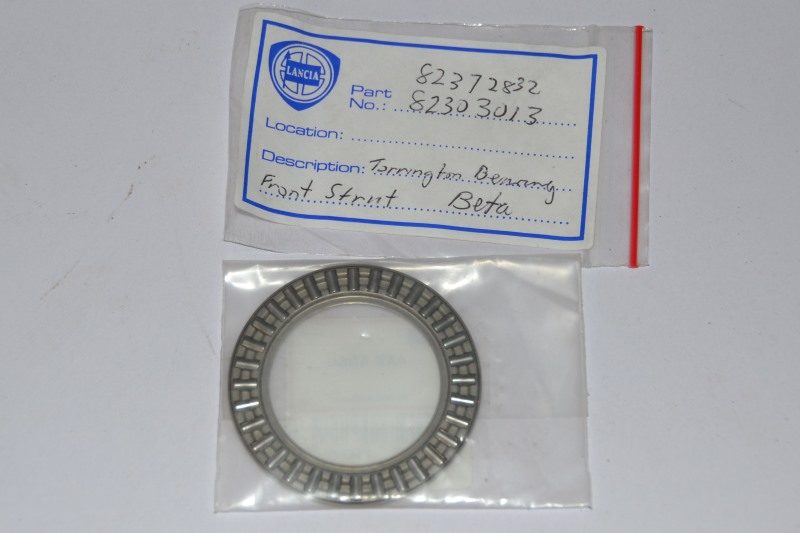 LANCIA
82372832
Part
No.: 82303013
Location:
Description: Torrington Bearing
Front Strut Beta